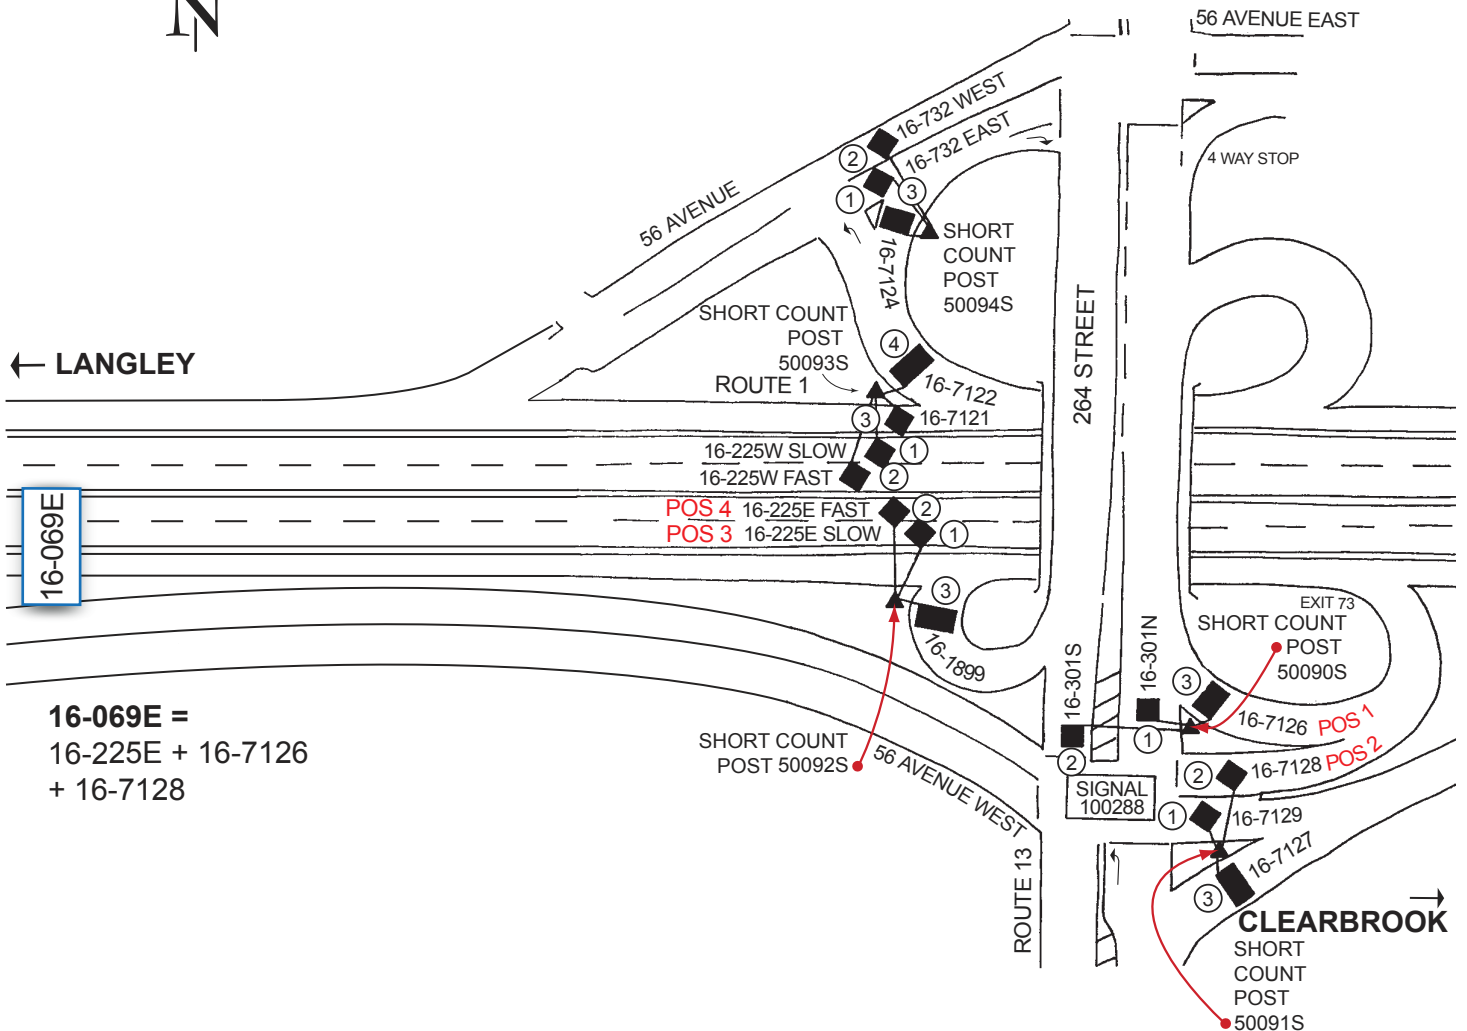 N
56 AVENUE EAST
16-732 WEST
16-732 EAST
2
1
3
4 WAY STOP
56 AVENUE
SHORT
COUNT
POST
50094S
16-7124
SHORT COUNT
POST
50093S
ROUTE 1
4
16-7122
264 STREET
← LANGLEY
3
16-7121
16-225W SLOW
1
16-225W FAST
2
POS 4 16-225E FAST
2
POS 3 16-225E SLOW
1
16-069E
3
16-1899
EXIT 73
SHORT COUNT
POST
50090S
16-301S
16-301N
3
16-7126 POS 1
1
2
16-069E =
16-225E + 16-7126
+ 16-7128
SHORT COUNT
POST 50092S
56 AVENUE WEST
2
16-7128 POS 2
SIGNAL
100288
1
16-7129
16-7127
3
ROUTE 13
→
CLEARBROOK
SHORT
COUNT
POST
50091S